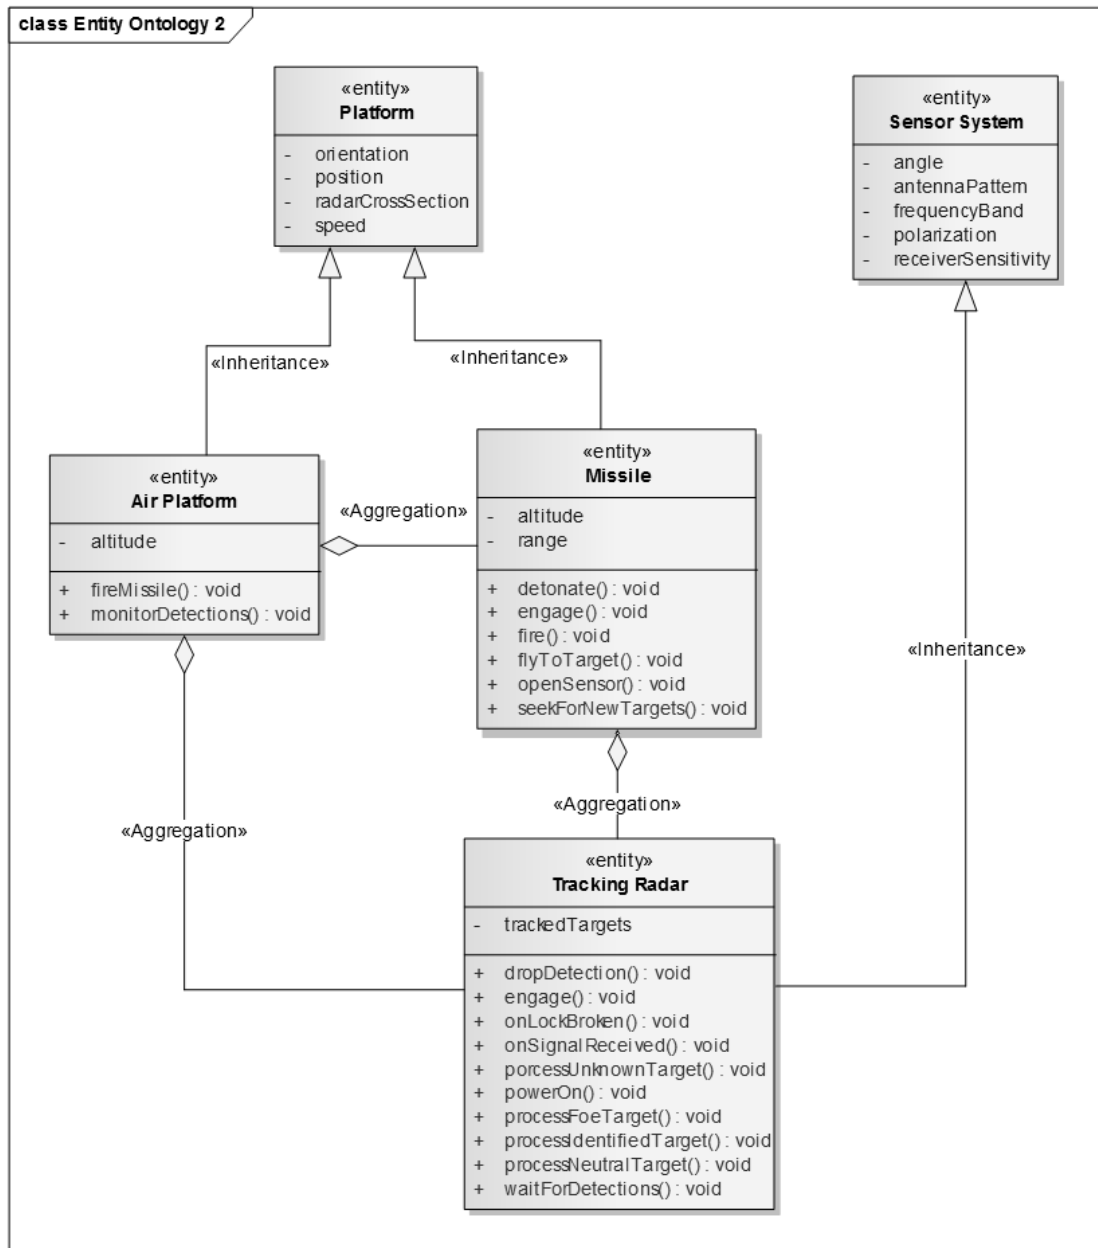 class Entity Ontology 2
«entity»
Platform
- orientation
- position
- radarCrossSection
- speed
«entity»
Sensor System
- angle
- antennaPattern
- frequencyBand
- polarization
- receiverSensitivity
«Inheritance»
«Inheritance»
«entity»
Air Platform
- altitude
+ fireMissile() : void
+ monitorDetections() : void
«Aggregation»
«entity»
Missile
- altitude
- range
+ detonate() : void
+ engage() : void
+ fire() : void
+ flyToTarget() : void
+ openSensor() : void
+ seekForNewTargets() : void
«Inheritance»
«Aggregation»
«Aggregation»
«entity»
Tracking Radar
- trackedTargets
+ dropDetection() : void
+ engage() : void
+ onLockBroken() : void
+ onSignalReceived() : void
+ porcessUnknownTarget() : void
+ powerOn() : void
+ processFoeTarget() : void
+ processIdentifiedTarget() : void
+ processNeutralTarget() : void
+ waitForDetections() : void